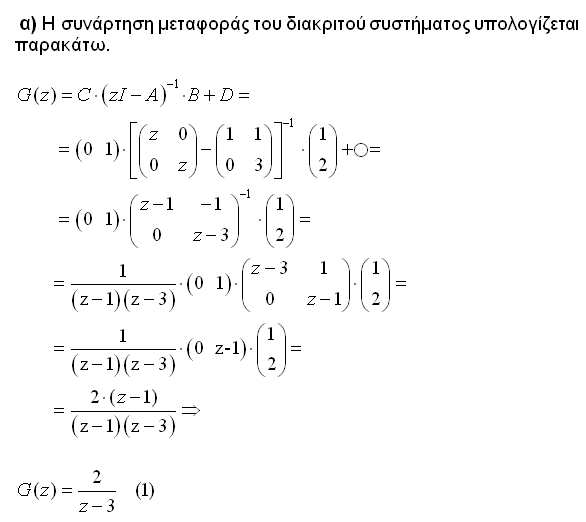 α) Η συνάρτηση μεταφοράς του διακριτού συστήματος υπολογίζεται
παρακάτω.
G(z) = C·(zI − A)^{−1}·B + D =
= (0 1)·[(z 0; 0 z) − (1 1; 0 3)]^{−1}·(1; 2) + ○ =
= (0 1)·(z−1 −1; 0 z−3)^{−1}·(1; 2) =
= 1/((z−1)(z−3))·(0 1)·(z−3 1; 0 z−1)·(1; 2) =
= 1/((z−1)(z−3))·(0 z-1)·(1; 2) =
= 2·(z−1)/((z−1)(z−3)) ⇒
G(z) = 2/(z−3) (1)